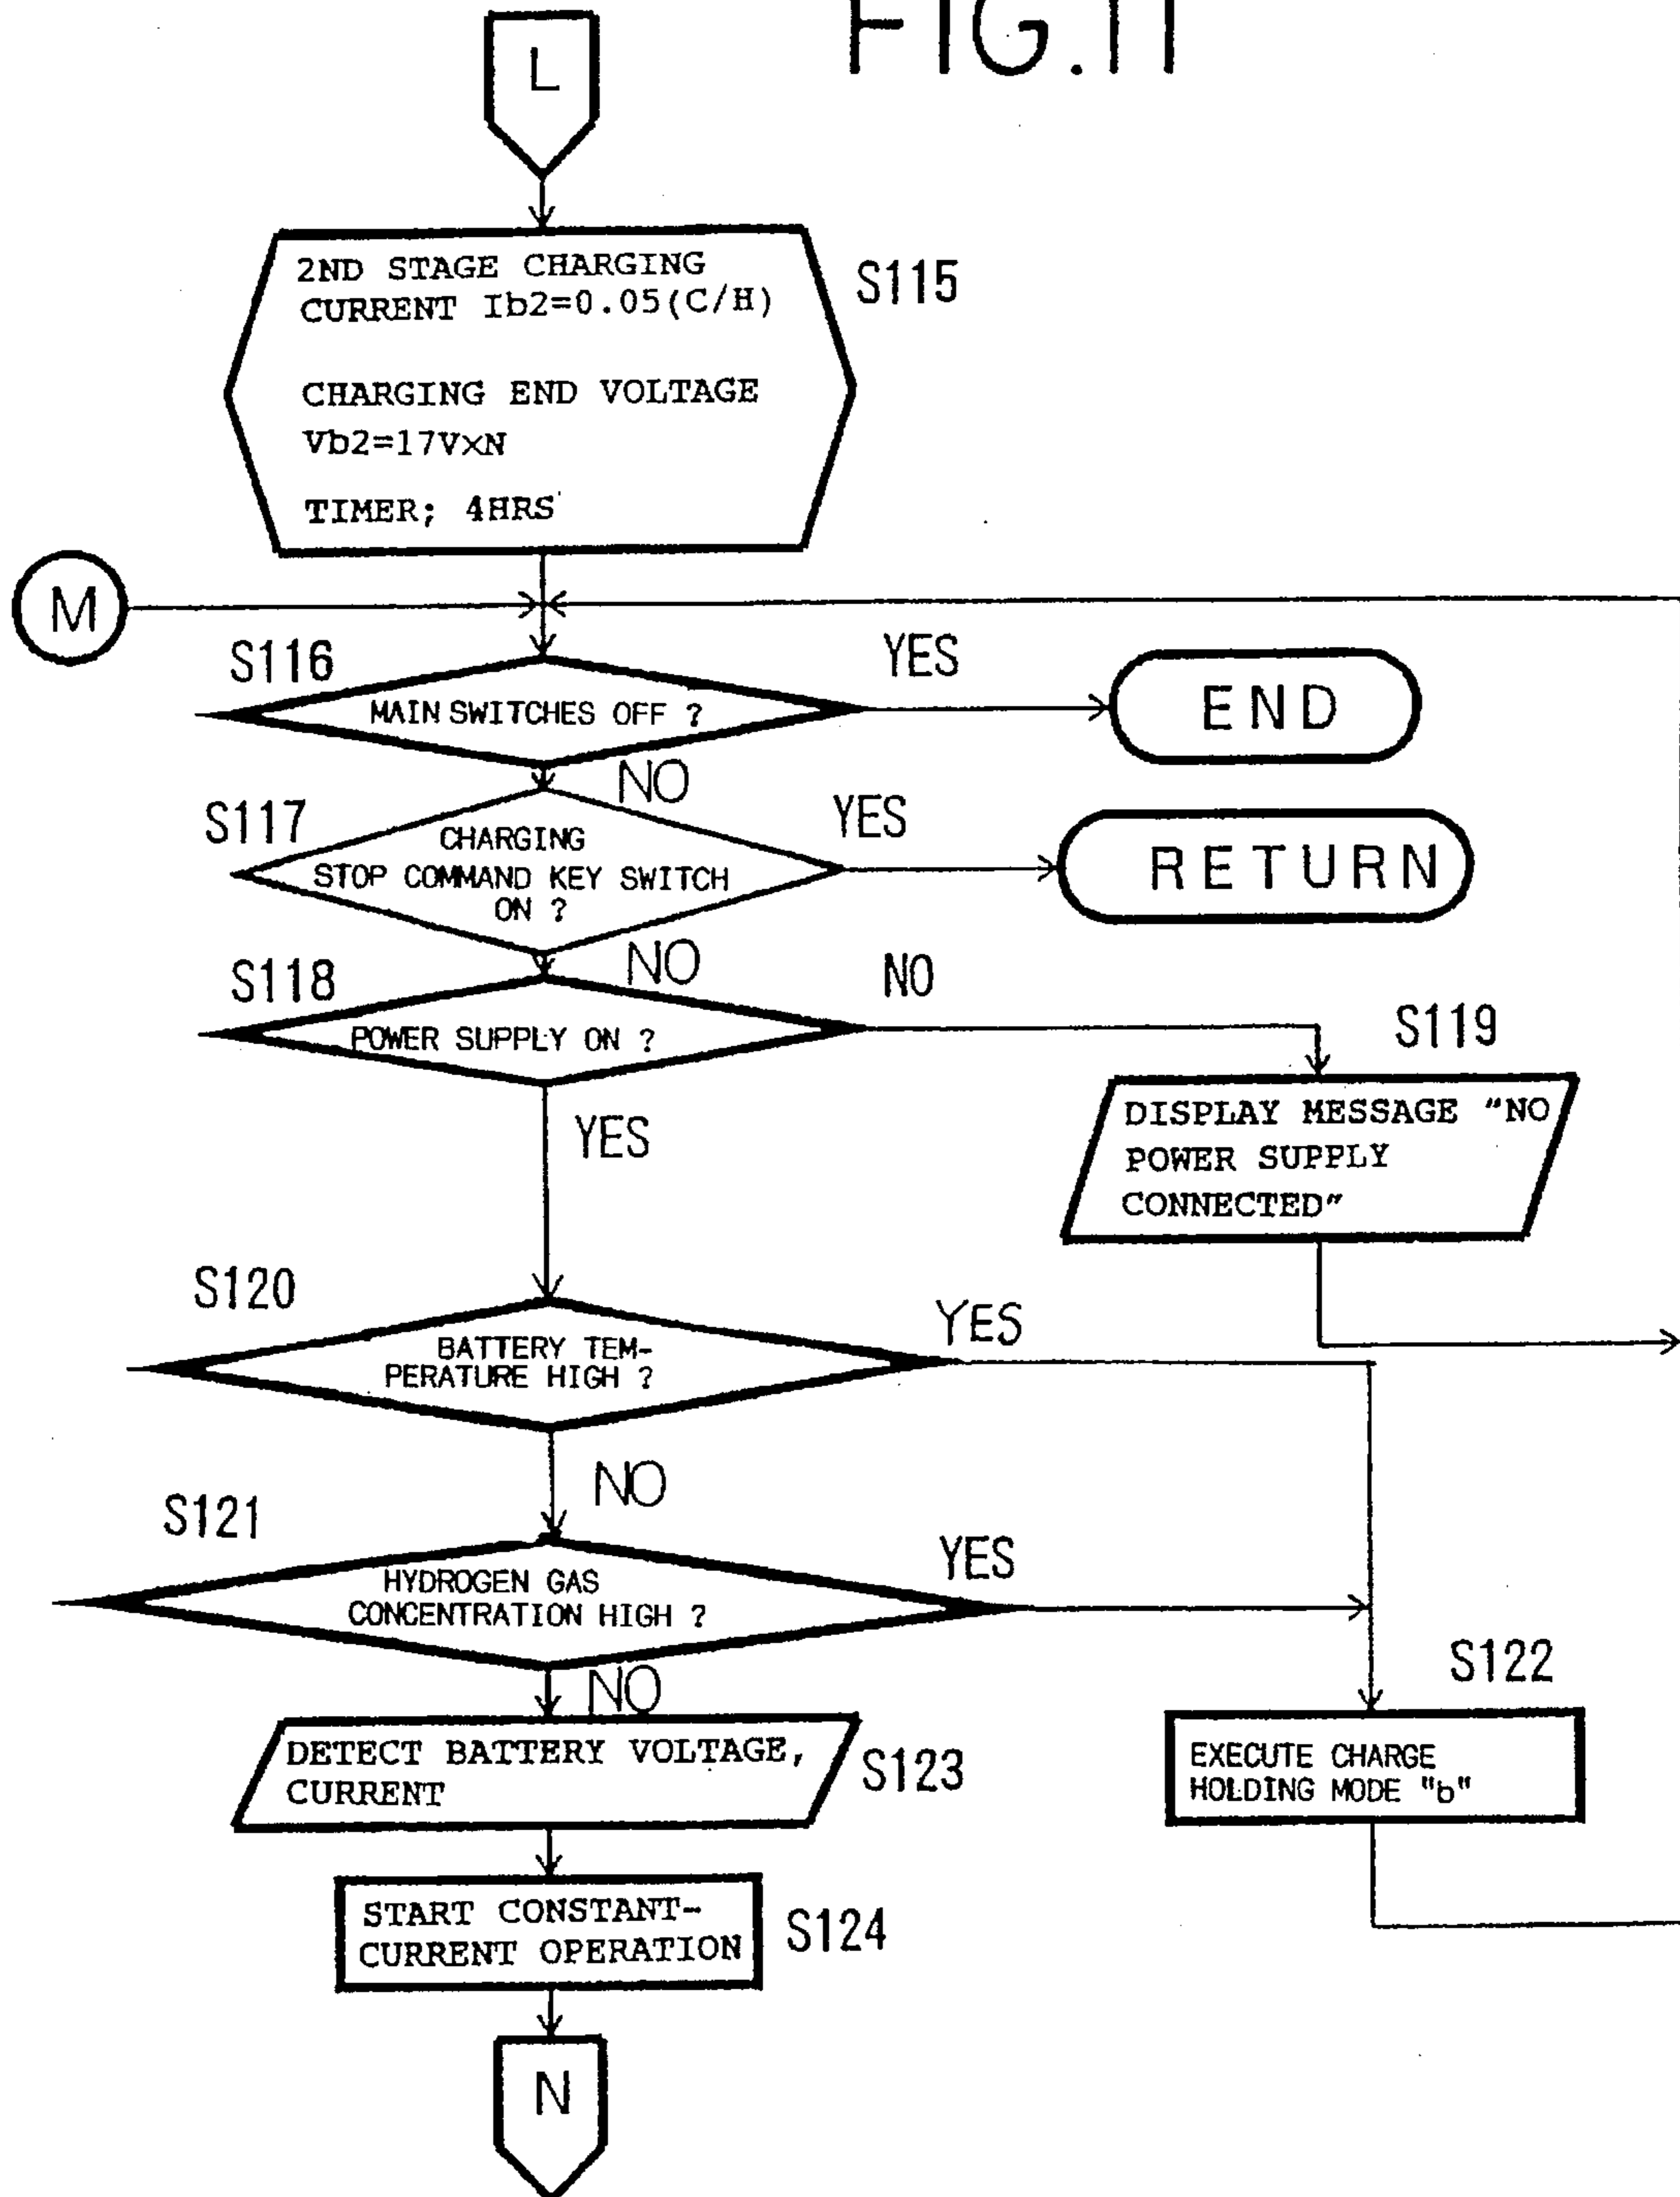 FIG.11
L
2ND STAGE CHARGING
CURRENT Ib2=0.05(C/H)
CHARGING END VOLTAGE
Vb2=17V×N
TIMER; 4HRS
S115
M
S116
MAIN SWITCHES OFF ?
YES
END
NO
S117
CHARGING
STOP COMMAND KEY SWITCH
ON ?
YES
RETURN
NO
S118
POWER SUPPLY ON ?
NO
S119
DISPLAY MESSAGE "NO
POWER SUPPLY
CONNECTED"
YES
S120
BATTERY TEM-
PERATURE HIGH ?
YES
NO
S121
HYDROGEN GAS
CONCENTRATION HIGH ?
YES
S122
EXECUTE CHARGE
HOLDING MODE "b"
NO
DETECT BATTERY VOLTAGE,
CURRENT
S123
START CONSTANT-
CURRENT OPERATION
S124
N